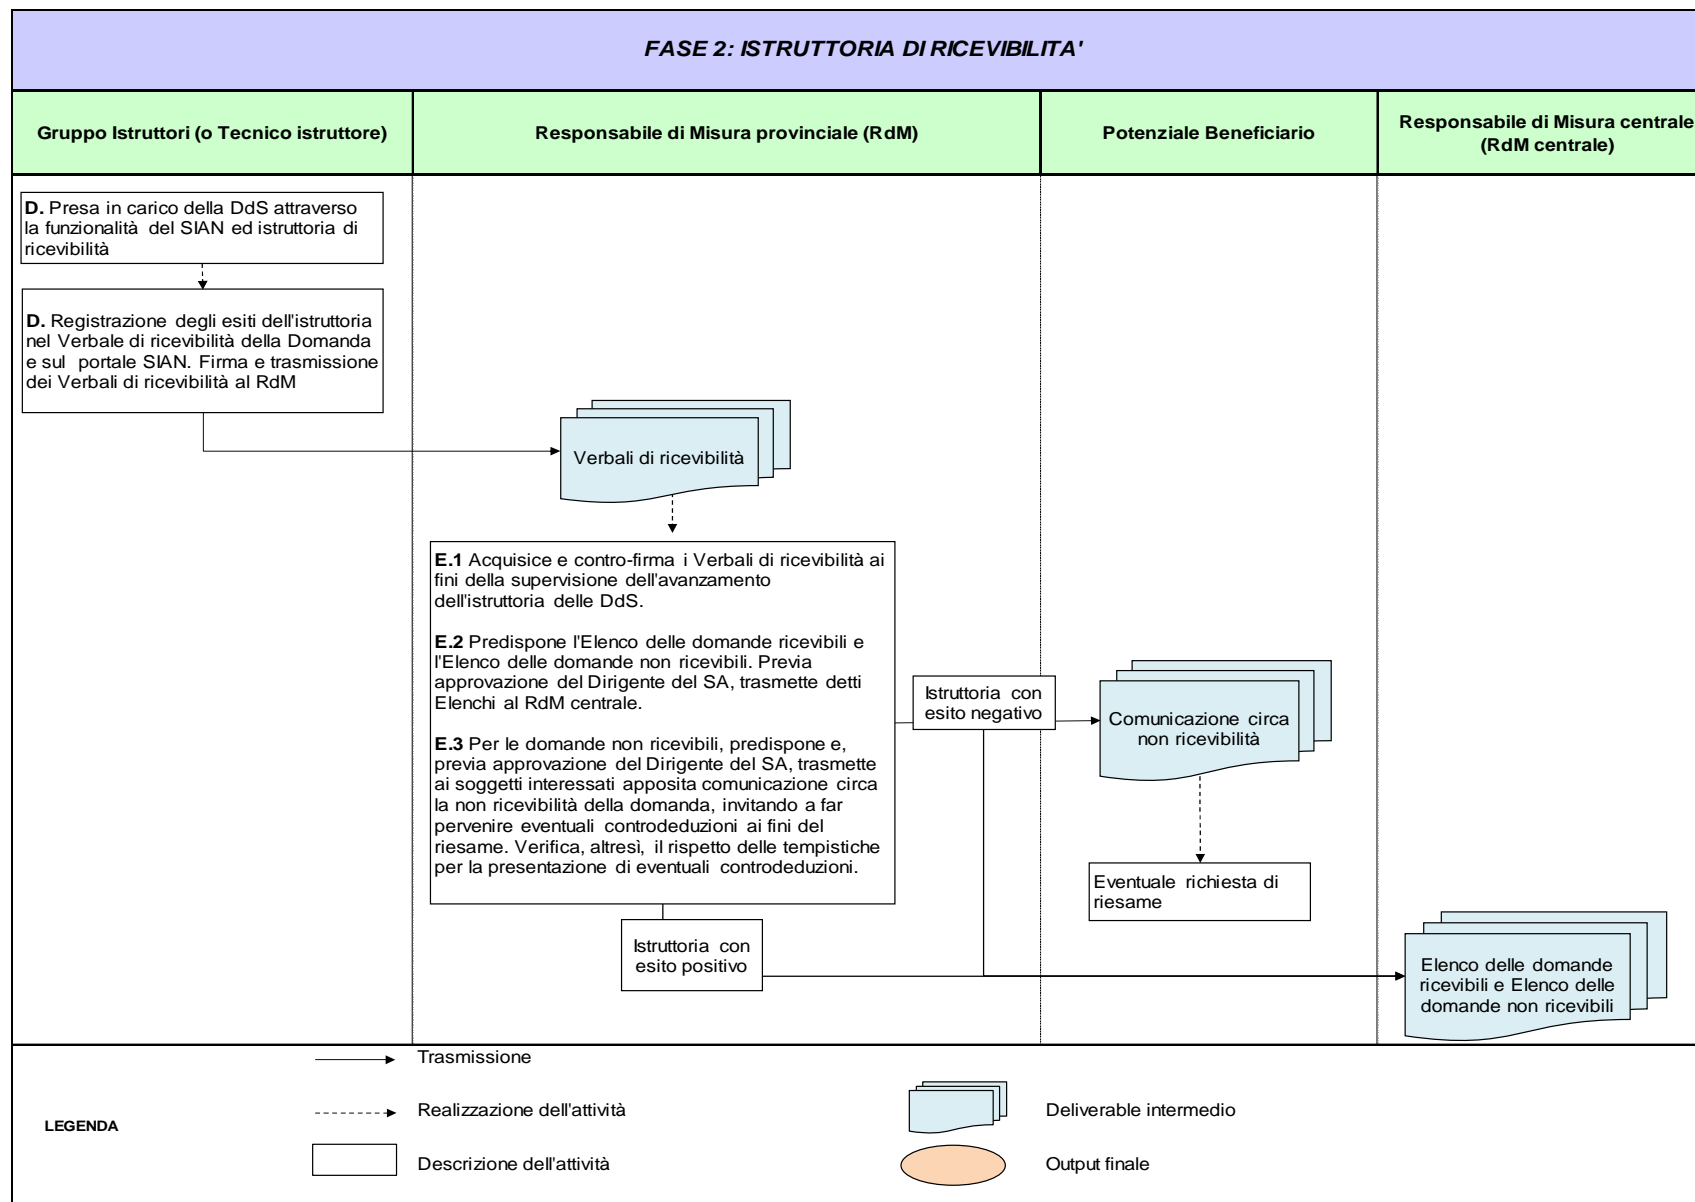 FASE 2: ISTRUTTORIA DI RICEVIBILITA'
Gruppo Istruttori (o Tecnico istruttore)
Responsabile di Misura provinciale (RdM)
Potenziale Beneficiario
Responsabile di Misura centrale
(RdM centrale)
D. Presa in carico della DdS attraverso
la funzionalità del SIAN ed istruttoria di
ricevibilità
D. Registrazione degli esiti dell'istruttoria
nel Verbale di ricevibilità della Domanda
e sul portale SIAN. Firma e trasmissione
dei Verbali di ricevibilità al RdM
Verbali di ricevibilità
E.1 Acquisice e contro-firma i Verbali di ricevibilità ai
fini della supervisione dell'avanzamento
dell'istruttoria delle DdS.
E.2 Predispone l'Elenco delle domande ricevibili e
l'Elenco delle domande non ricevibili. Previa
approvazione del Dirigente del SA, trasmette detti
Elenchi al RdM centrale.
E.3 Per le domande non ricevibili, predispone e,
previa approvazione del Dirigente del SA, trasmette
ai soggetti interessati apposita comunicazione circa
la non ricevibilità della domanda, invitando a far
pervenire eventuali controdeduzioni ai fini del
riesame. Verifica, altresì, il rispetto delle tempistiche
per la presentazione di eventuali controdeduzioni.
Istruttoria con
esito negativo
Comunicazione circa
non ricevibilità
Eventuale richiesta di
riesame
Istruttoria con
esito positivo
Elenco delle domande
ricevibili e Elenco delle
domande non ricevibili
LEGENDA
Trasmissione
Realizzazione dell'attività
Descrizione dell'attività
Deliverable intermedio
Output finale